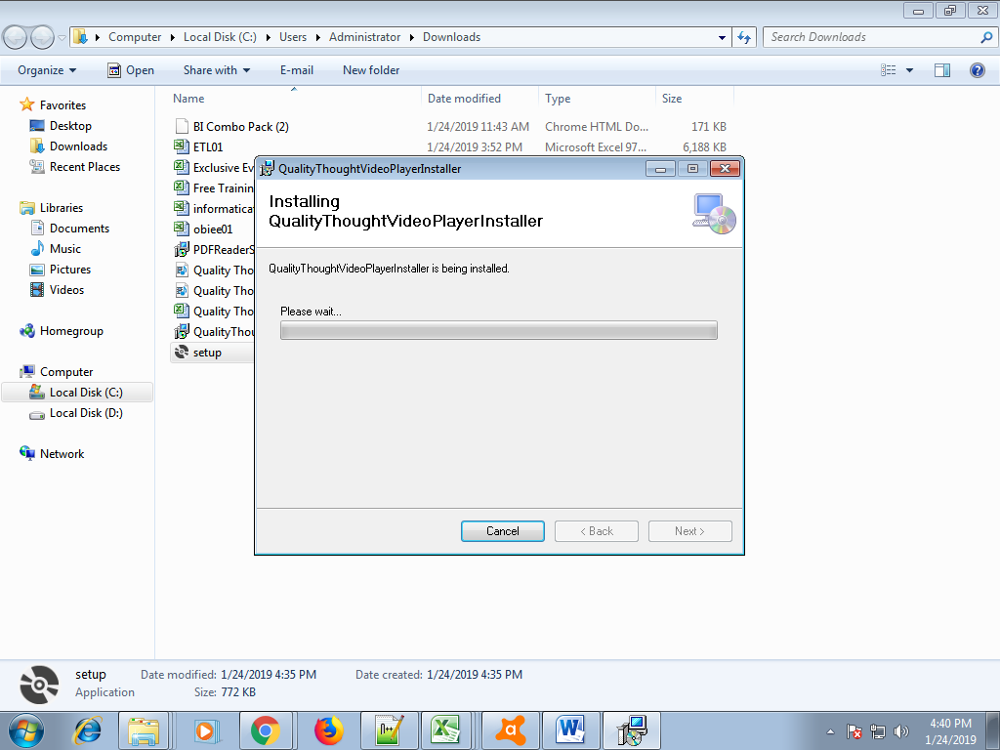 Computer Local Disk (C:) Users Administrator Downloads
Search Downloads
Organize Open Share with E-mail New folder
Name Date modified Type Size
Favorites
Desktop
Downloads
Recent Places
Libraries
Documents
Music
Pictures
Videos
Homegroup
Computer
Local Disk (C:)
Local Disk (D:)
Network
BI Combo Pack (2) 1/24/2019 11:43 AM Chrome HTML Do... 171 KB
ETL01 1/24/2019 3:52 PM Microsoft Excel 97... 6,188 KB
Exclusive Ev
Free Trainin
informatica
obiee01
PDFReaderS
Quality Tho
Quality Tho
Quality Tho
QualityThou
setup
QualityThoughtVideoPlayerInstaller
Installing
QualityThoughtVideoPlayerInstaller
QualityThoughtVideoPlayerInstaller is being installed.
Please wait...
Cancel < Back Next >
setup Date modified: 1/24/2019 4:35 PM Date created: 1/24/2019 4:35 PM
Application Size: 772 KB
4:40 PM
1/24/2019